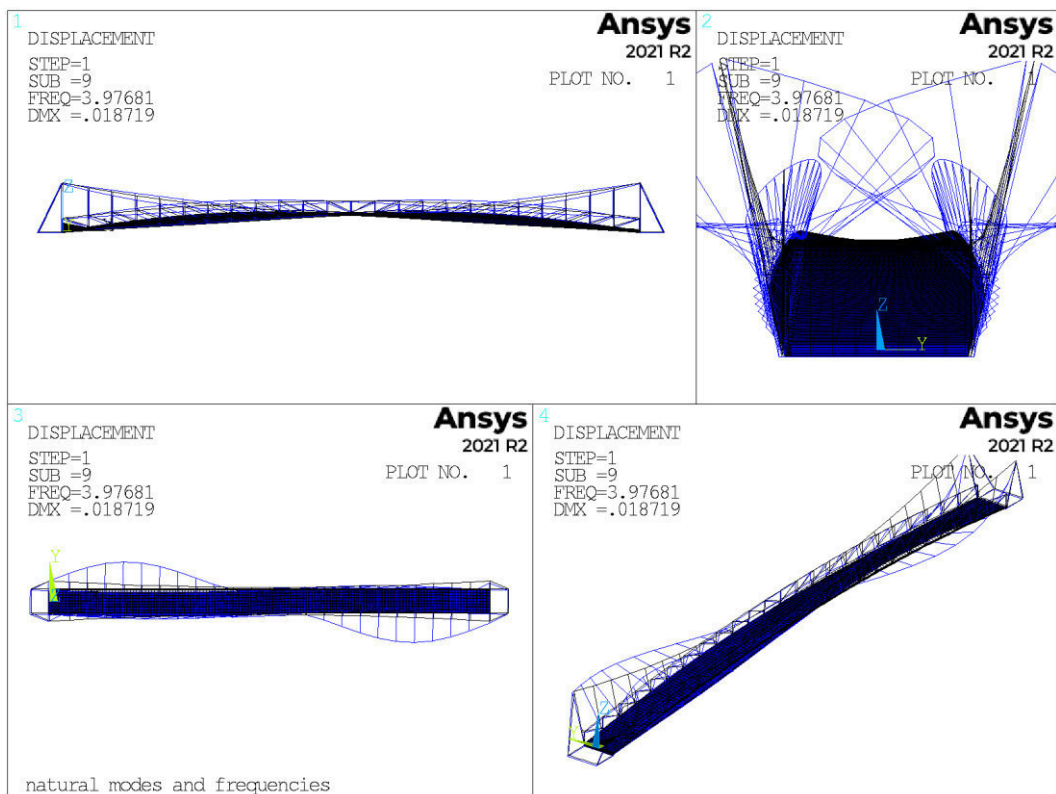 1
Ansys
2021 R2
DISPLACEMENT
STEP=1
SUB =9
FREQ=3.97681
DMX =.018719
PLOT NO. 1
Z
Y
2
Ansys
2021 R2
DISPLACEMENT
STEP=1
SUB =9
FREQ=3.97681
DMX =.018719
PLOT NO. 1
Z
Y
3
Ansys
2021 R2
DISPLACEMENT
STEP=1
SUB =9
FREQ=3.97681
DMX =.018719
PLOT NO. 1
Y
natural modes and frequencies
4
Ansys
2021 R2
DISPLACEMENT
STEP=1
SUB =9
FREQ=3.97681
DMX =.018719
PLOT NO. 1
Z
Y